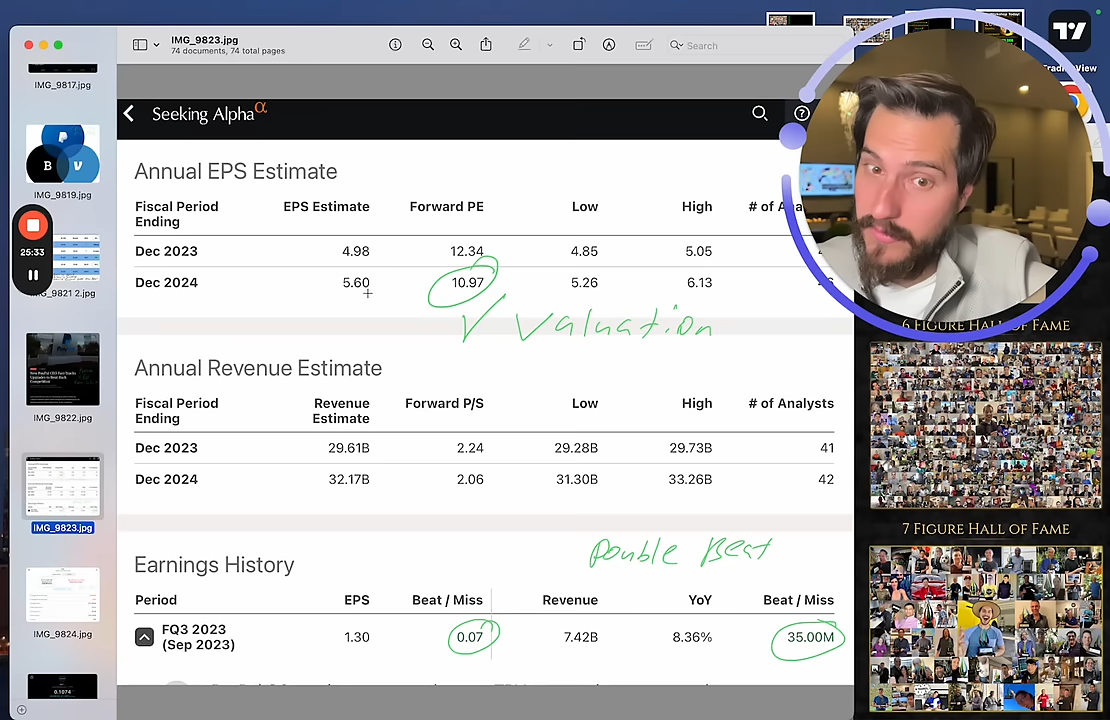 IMG_9823.jpg
74 documents, 74 total pages
Search
IMG_9817.jpg
P
B V
IMG_9819.jpg
25:33
IMG_9822.jpg
IMG_9823.jpg
IMG_9824.jpg
0.1074
Seeking Alphaα
Annual EPS Estimate
Fiscal Period Ending EPS Estimate Forward PE Low High
Dec 2023 4.98 12.34 4.85 5.05
Dec 2024 5.60 10.97 5.26 6.13
√ Valuation
Annual Revenue Estimate
Fiscal Period Ending Revenue Estimate Forward P/S Low High # of Analysts
Dec 2023 29.61B 2.24 29.28B 29.73B 41
Dec 2024 32.17B 2.06 31.30B 33.26B 42
Double Beat
Earnings History
Period EPS Beat / Miss Revenue YoY Beat / Miss
FQ3 2023 (Sep 2023) 1.30 0.07 7.42B 8.36% 35.00M
6 Figure Hall of Fame
7 Figure Hall of Fame